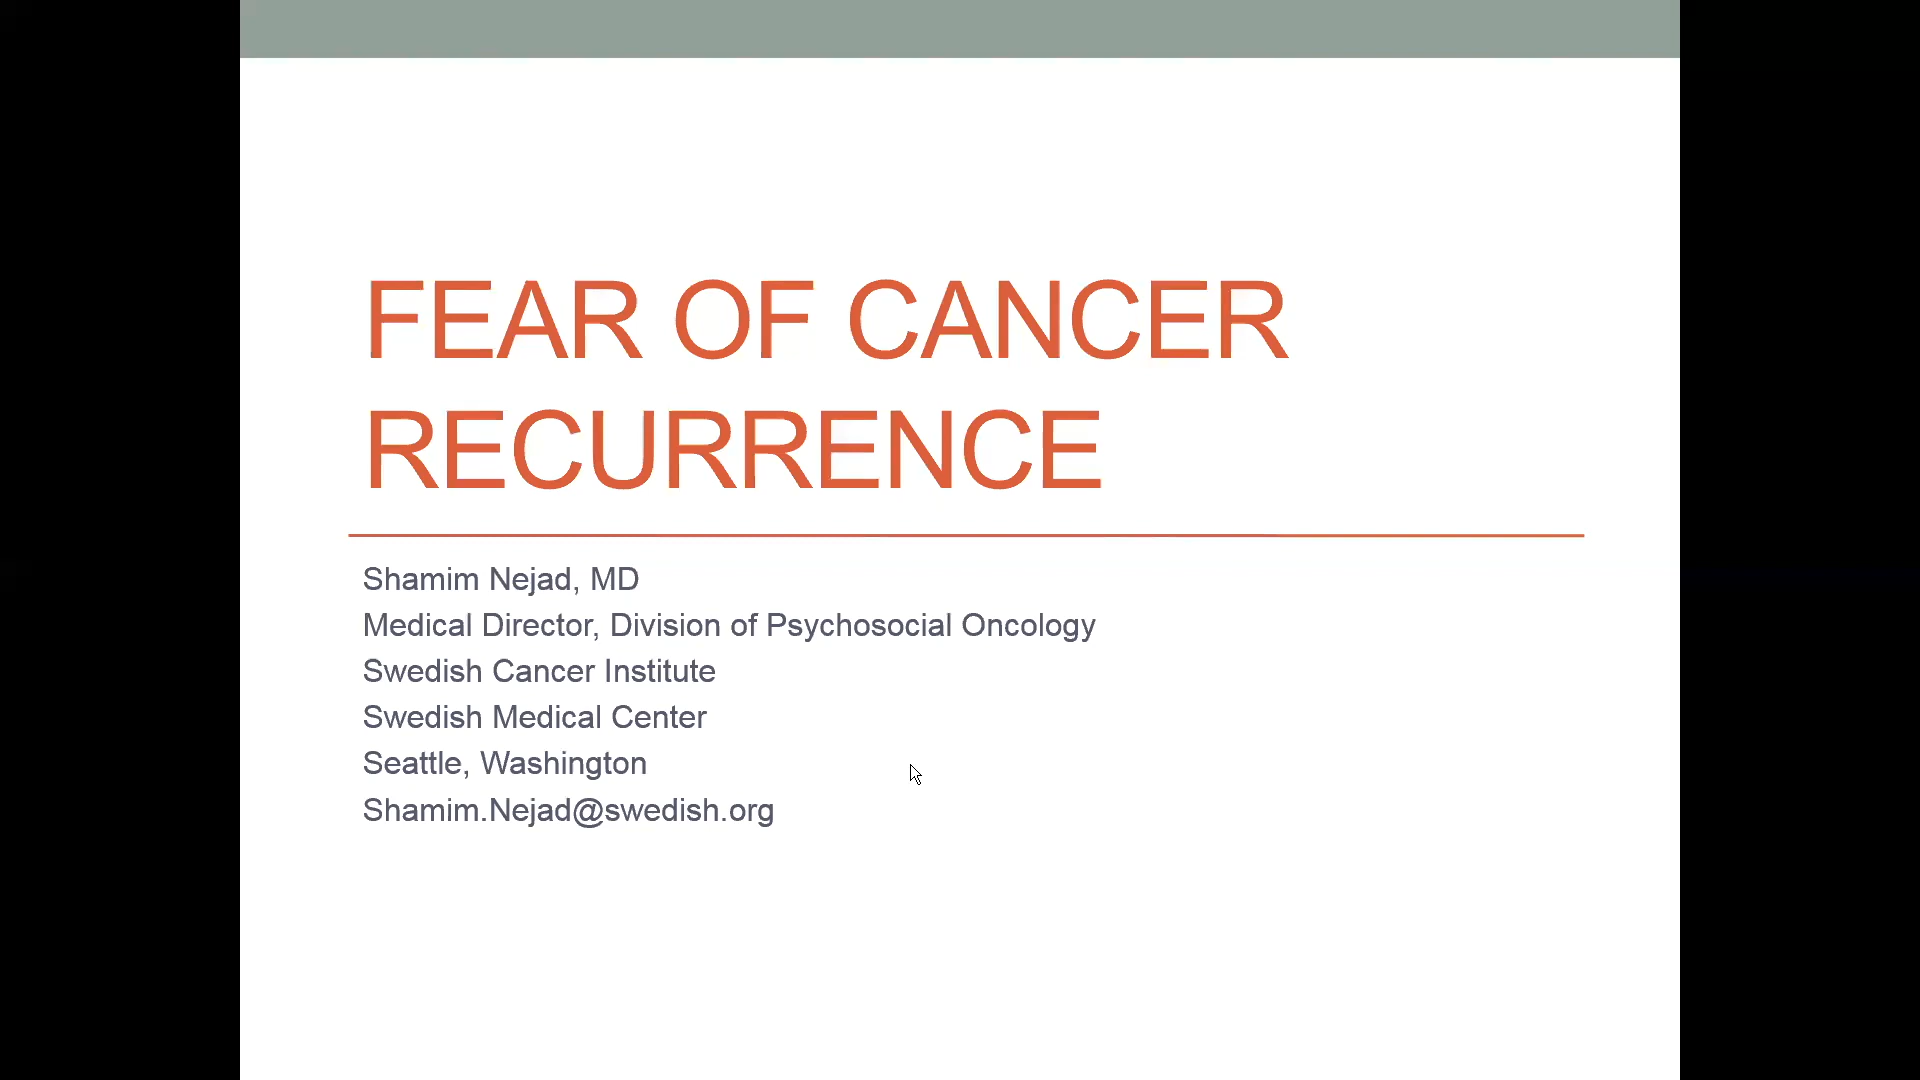 FEAR OF CANCER
RECURRENCE
Shamim Nejad, MD
Medical Director, Division of Psychosocial Oncology
Swedish Cancer Institute
Swedish Medical Center
Seattle, Washington
Shamim.Nejad@swedish.org